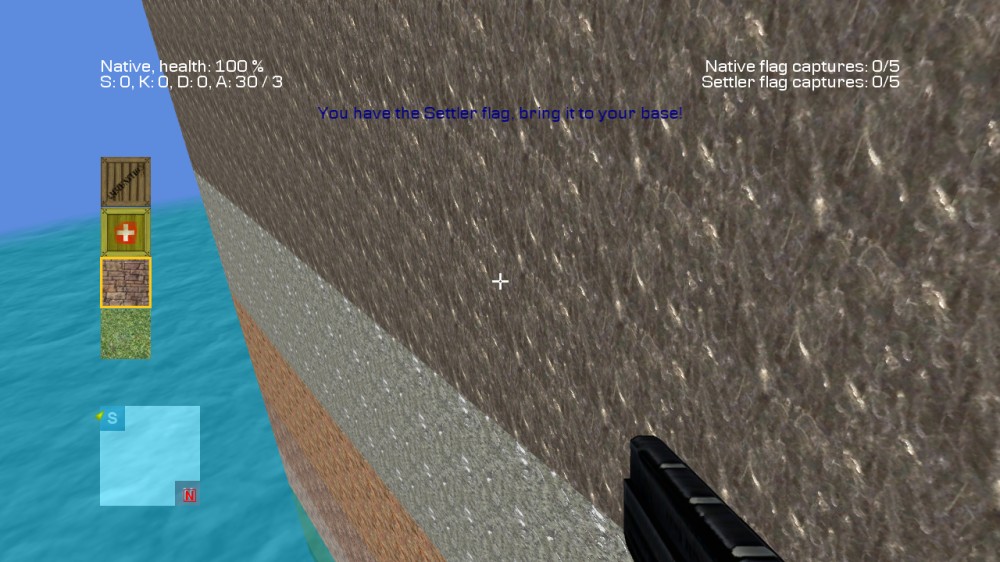 Native, health: 100 %
S: 0, K: 0, D: 0, A: 30 / 3
Native flag captures: 0/5
Settler flag captures: 0/5
You have the Settler flag, bring it to your base!
S
N